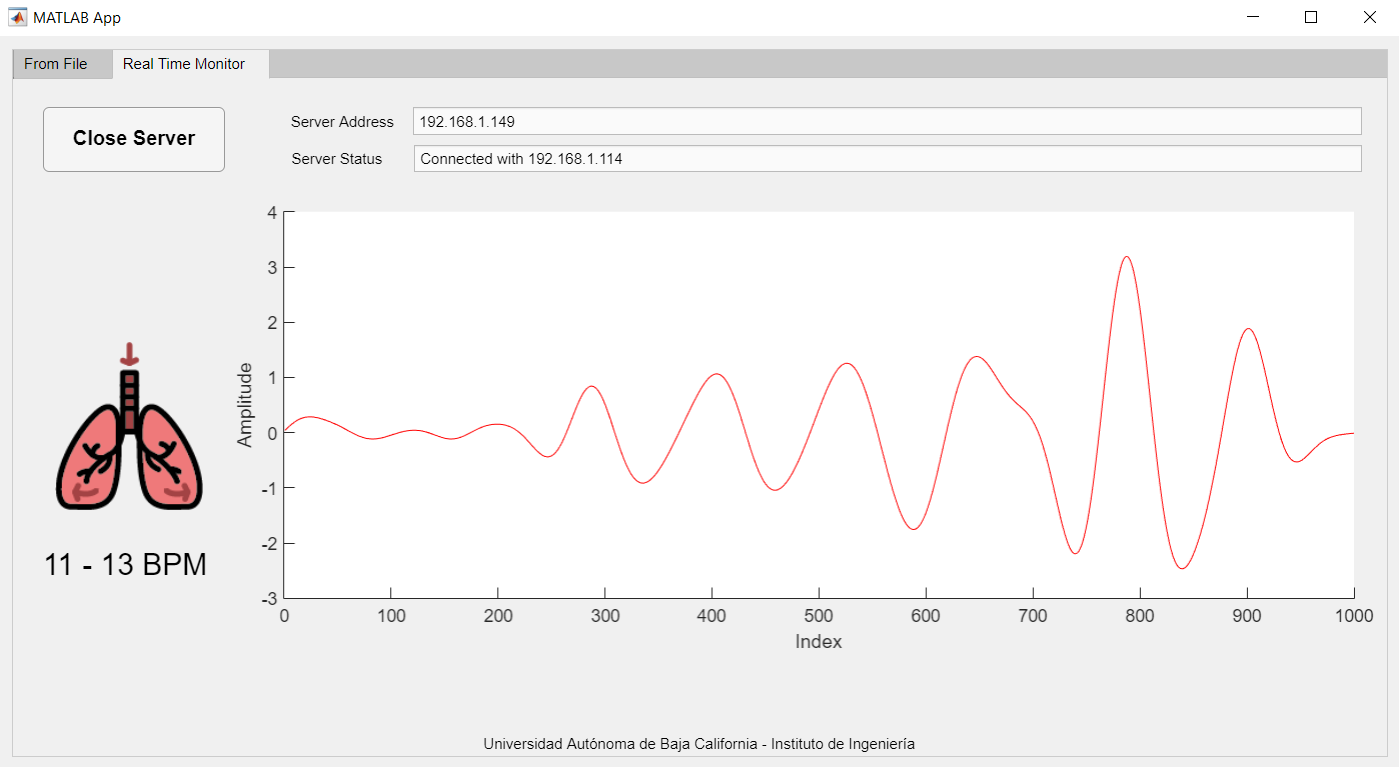 MATLAB App
From File
Real Time Monitor
Close Server
Server Address
192.168.1.149
Server Status
Connected with 192.168.1.114
4
3
2
1
0
-1
-2
-3
Amplitude
0 100 200 300 400 500 600 700 800 900 1000
Index
11 - 13 BPM
Universidad Autónoma de Baja California - Instituto de Ingeniería